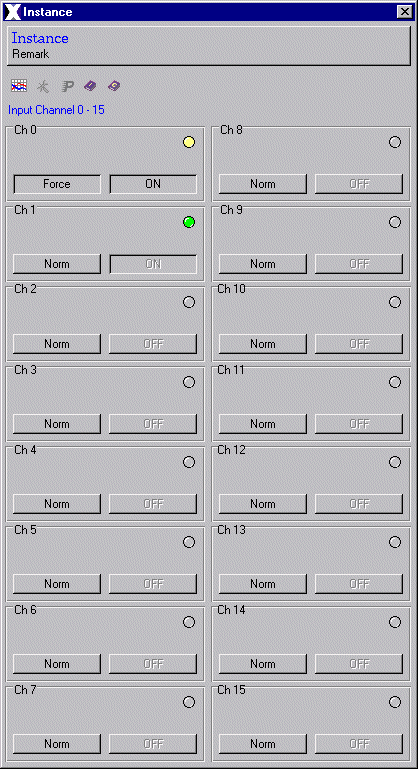 Instance
Instance
Remark
Input Channel 0 - 15
Ch 0
Force ON
Ch 8
Norm OFF
Ch 1
Norm ON
Ch 9
Norm OFF
Ch 2
Norm OFF
Ch 10
Norm OFF
Ch 3
Norm OFF
Ch 11
Norm OFF
Ch 4
Norm OFF
Ch 12
Norm OFF
Ch 5
Norm OFF
Ch 13
Norm OFF
Ch 6
Norm OFF
Ch 14
Norm OFF
Ch 7
Norm OFF
Ch 15
Norm OFF